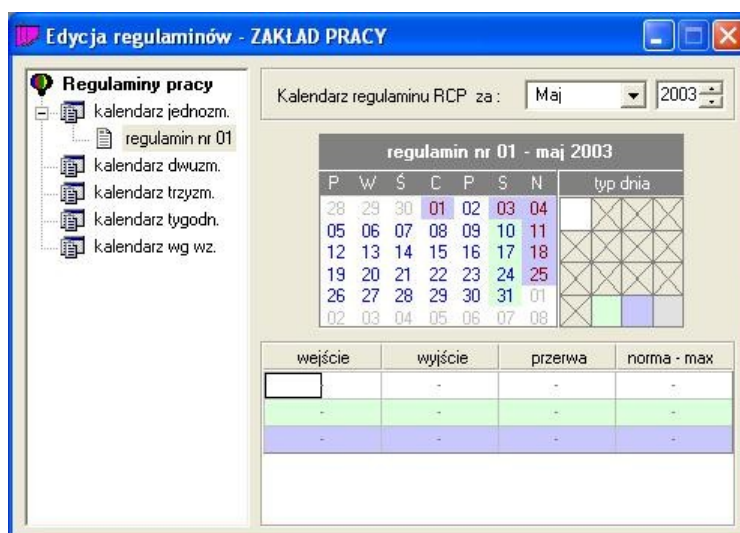 Edycja regulaminów - ZAKŁAD PRACY
Regulaminy pracy
kalendarz jednozm.
regulamin nr 01
kalendarz dwuzm.
kalendarz trzyzm.
kalendarz tygodn.
kalendarz wg wz.
Kalendarz regulaminu RCP za : Maj 2003
regulamin nr 01 - maj 2003
P W Ś C P S N typ dnia
28 29 30 01 02 03 04
05 06 07 08 09 10 11
12 13 14 15 16 17 18
19 20 21 22 23 24 25
26 27 28 29 30 31 01
02 03 04 05 06 07 08
wejście wyjście przerwa norma - max
- - - -
- - - -
- - - -